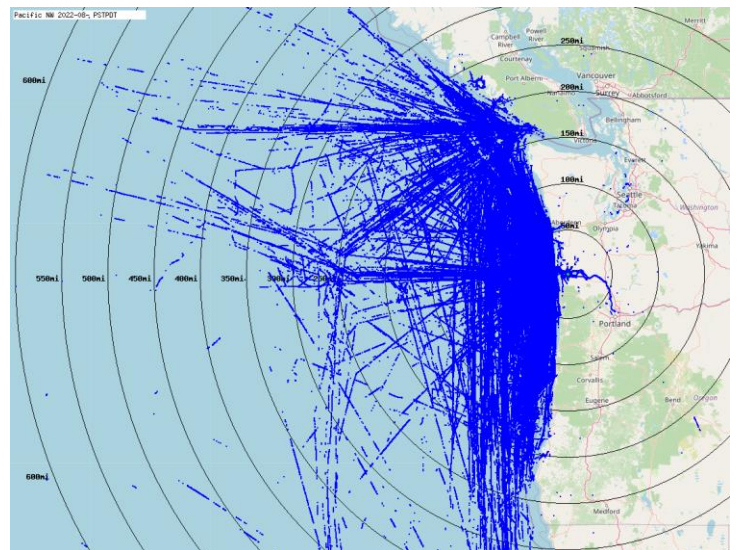 Pacific NW 2022-08-, PSTPDT
Merritt
Campbell
River
Powell
River
250mi
Squamish
Courtenay
600mi
Port Alberni
Vancouver
200mi
Nanaimo
Surrey
Abbotsford
Bellingham
150mi
Victoria
Everett
100mi
Seattle
Tacoma
Washington
Aberdeen
50mi
Olympia
Yakima
550mi
500mi
450mi
400mi
350mi
300mi
Portland
Salem
Corvallis
Eugene
Bend
Oregon
600mi
Medford